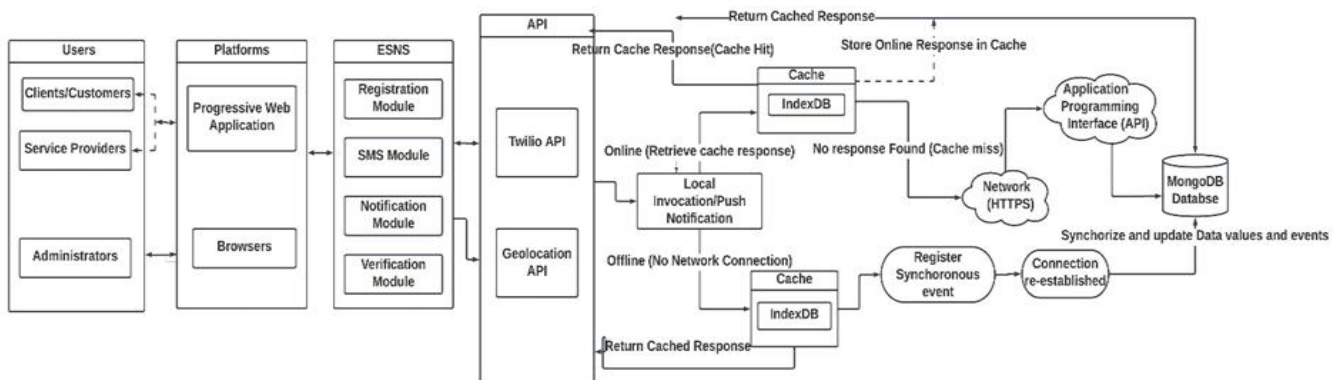 Users
Clients/Customers
Service Providers
Administrators
Platforms
Progressive Web
Application
Browsers
ESNS
Registration
Module
SMS Module
Notification
Module
Verification
Module
API
Twilio API
Geolocation
API
Return Cached Response
Return Cache Response(Cache Hit)
Store Online Response in Cache
Cache
IndexDB
Online (Retrieve cache response)
No response Found (Cache miss)
Local
Invocation/Push
Notification
Network
(HTTPS)
Application
Programming
Interface (API)
MongoDB
Databse
Synchorize and update Data values and events
Offline (No Network Connection)
Cache
IndexDB
Register
Synchoronous
event
Connection
re-established
Return Cached Response